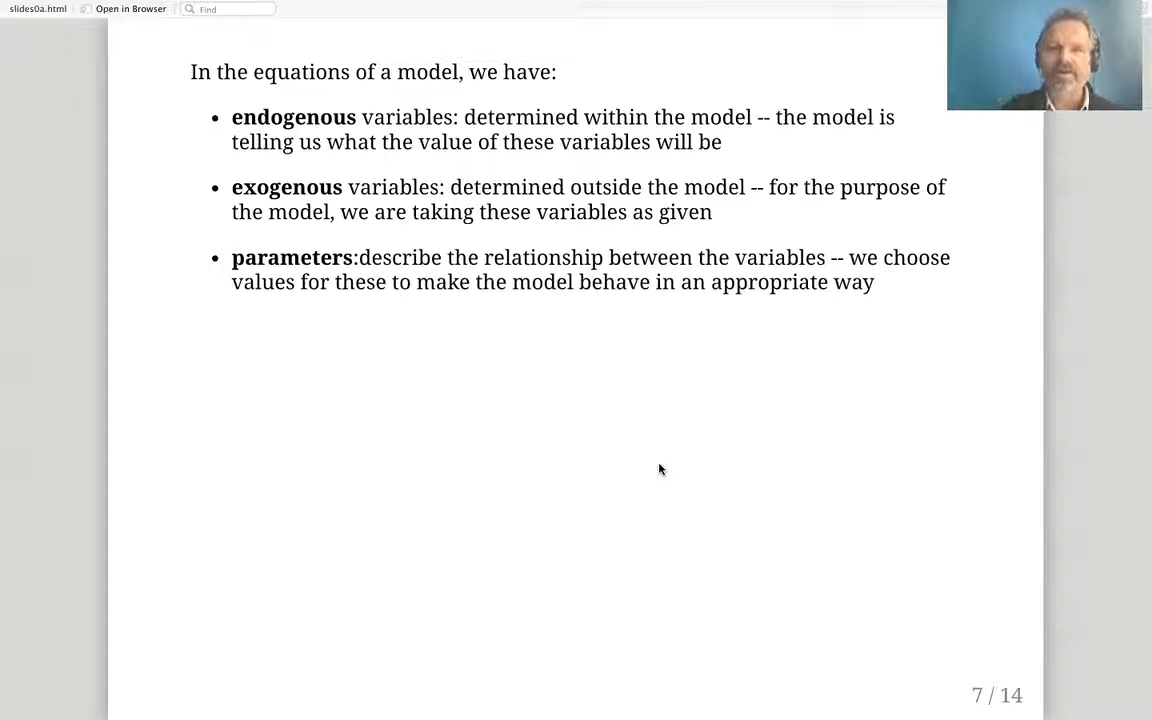 slides0a.html Open in Browser Find
In the equations of a model, we have:
• endogenous variables: determined within the model -- the model is
telling us what the value of these variables will be
• exogenous variables: determined outside the model -- for the purpose of
the model, we are taking these variables as given
• parameters:describe the relationship between the variables -- we choose
values for these to make the model behave in an appropriate way
7 / 14